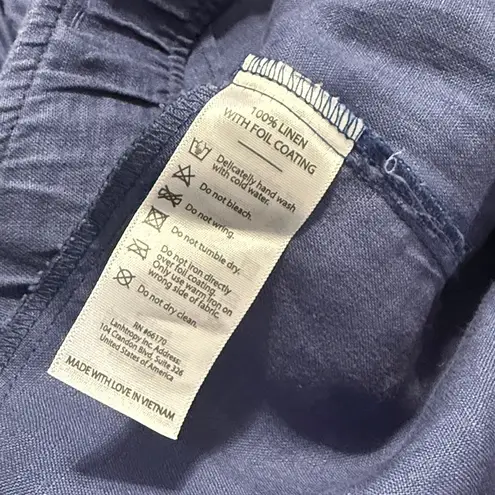 100% LINEN
WITH FOIL COATING
Delicatelly hand wash
with cold water.
Do not bleach.
Do not wring.
Do not tumble dry.
Do not iron directly
over foil coating.
Only use warm iron on
wrong side of fabric.
Do not dry clean.
RN #66170
Lanhtropy Inc. Address:
104 Crandon Blvd, Suite 326
United States of America
MADE WITH LOVE IN VIETNAM